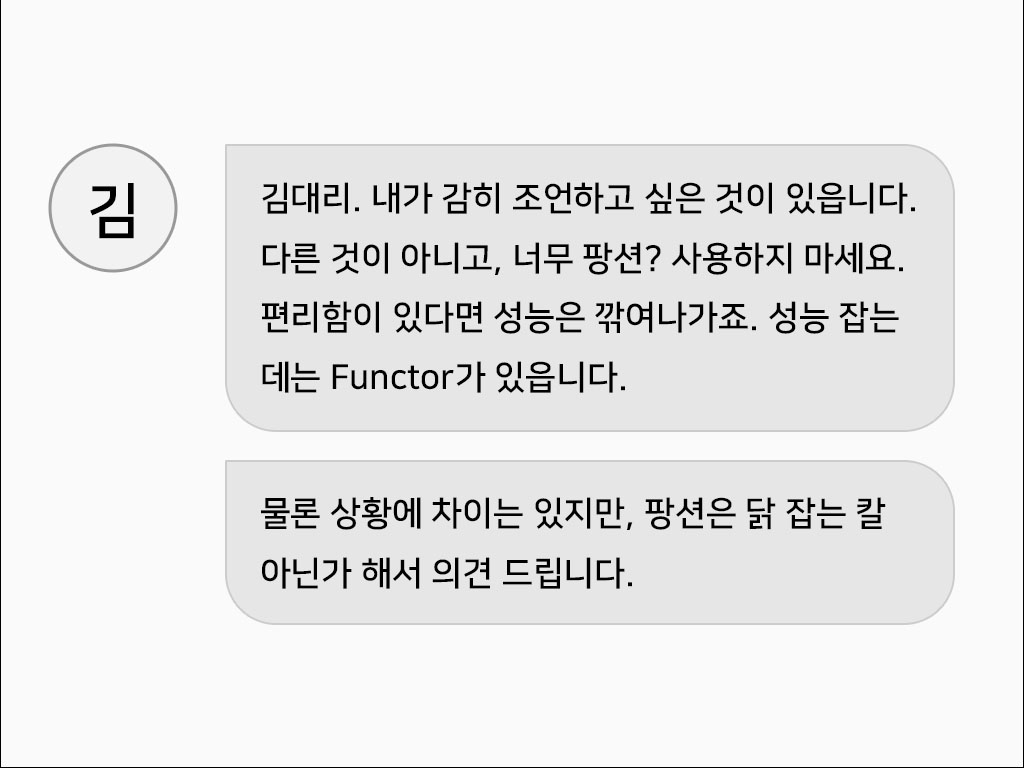 김
김대리. 내가 감히 조언하고 싶은 것이 있읍니다.
다른 것이 아니고, 너무 팡션? 사용하지 마세요.
편리함이 있다면 성능은 깎여나가죠. 성능 잡는
데는 Functor가 있읍니다.
물론 상황에 차이는 있지만, 팡션은 닭 잡는 칼
아닌가 해서 의견 드립니다.